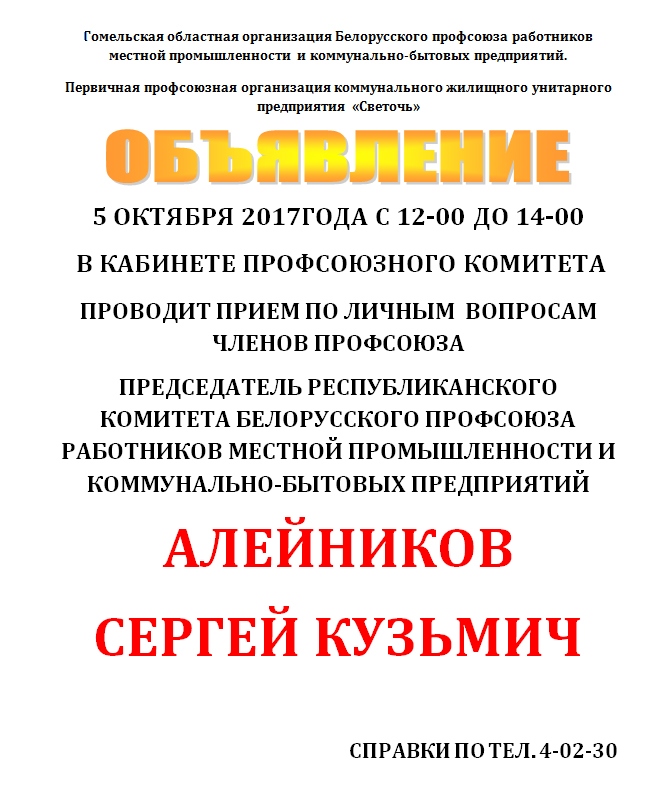 Гомельская областная организация Белорусского профсоюза работников
местной промышленности и коммунально-бытовых предприятий.
Первичная профсоюзная организация коммунального жилищного унитарного
предприятия «Светочь»
ОБЪЯВЛЕНИЕ
5 ОКТЯБРЯ 2017ГОДА С 12-00 ДО 14-00
В КАБИНЕТЕ ПРОФСОЮЗНОГО КОМИТЕТА
ПРОВОДИТ ПРИЕМ ПО ЛИЧНЫМ ВОПРОСАМ
ЧЛЕНОВ ПРОФСОЮЗА
ПРЕДСЕДАТЕЛЬ РЕСПУБЛИКАНСКОГО
КОМИТЕТА БЕЛОРУССКОГО ПРОФСОЮЗА
РАБОТНИКОВ МЕСТНОЙ ПРОМЫШЛЕННОСТИ И
КОММУНАЛЬНО-БЫТОВЫХ ПРЕДПРИЯТИЙ
АЛЕЙНИКОВ
СЕРГЕЙ КУЗЬМИЧ
СПРАВКИ ПО ТЕЛ. 4-02-30